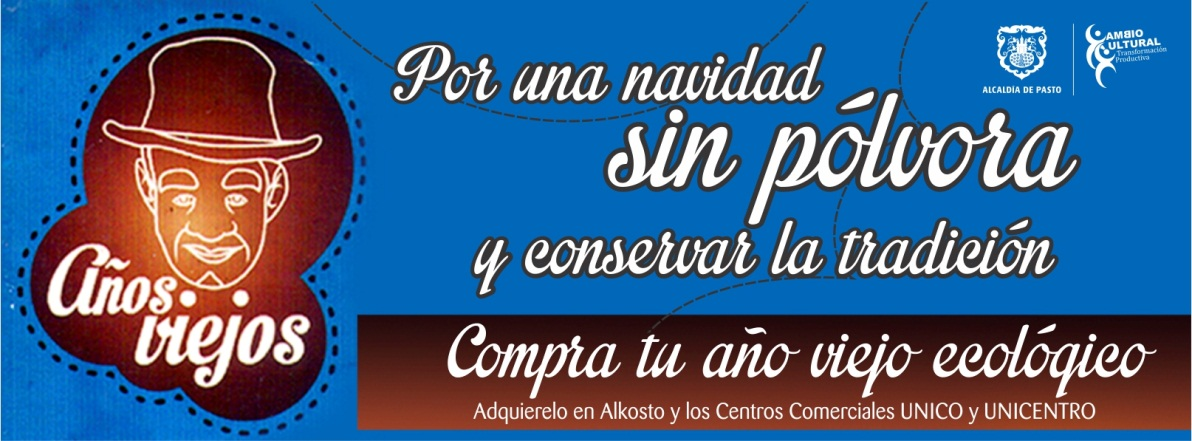 Años
viejos
Por una navidad
sin pólvora
y conservar la tradición
ALCALDÍA DE PASTO
CAMBIO
CULTURAL
Transformación
Productiva
Compra tu año viejo ecológico
Adquierelo en Alkosto y los Centros Comerciales UNICO y UNICENTRO